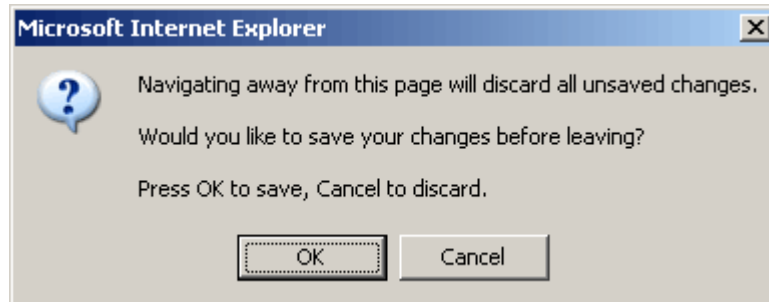 Microsoft Internet Explorer
Navigating away from this page will discard all unsaved changes.
Would you like to save your changes before leaving?
Press OK to save, Cancel to discard.
OK Cancel